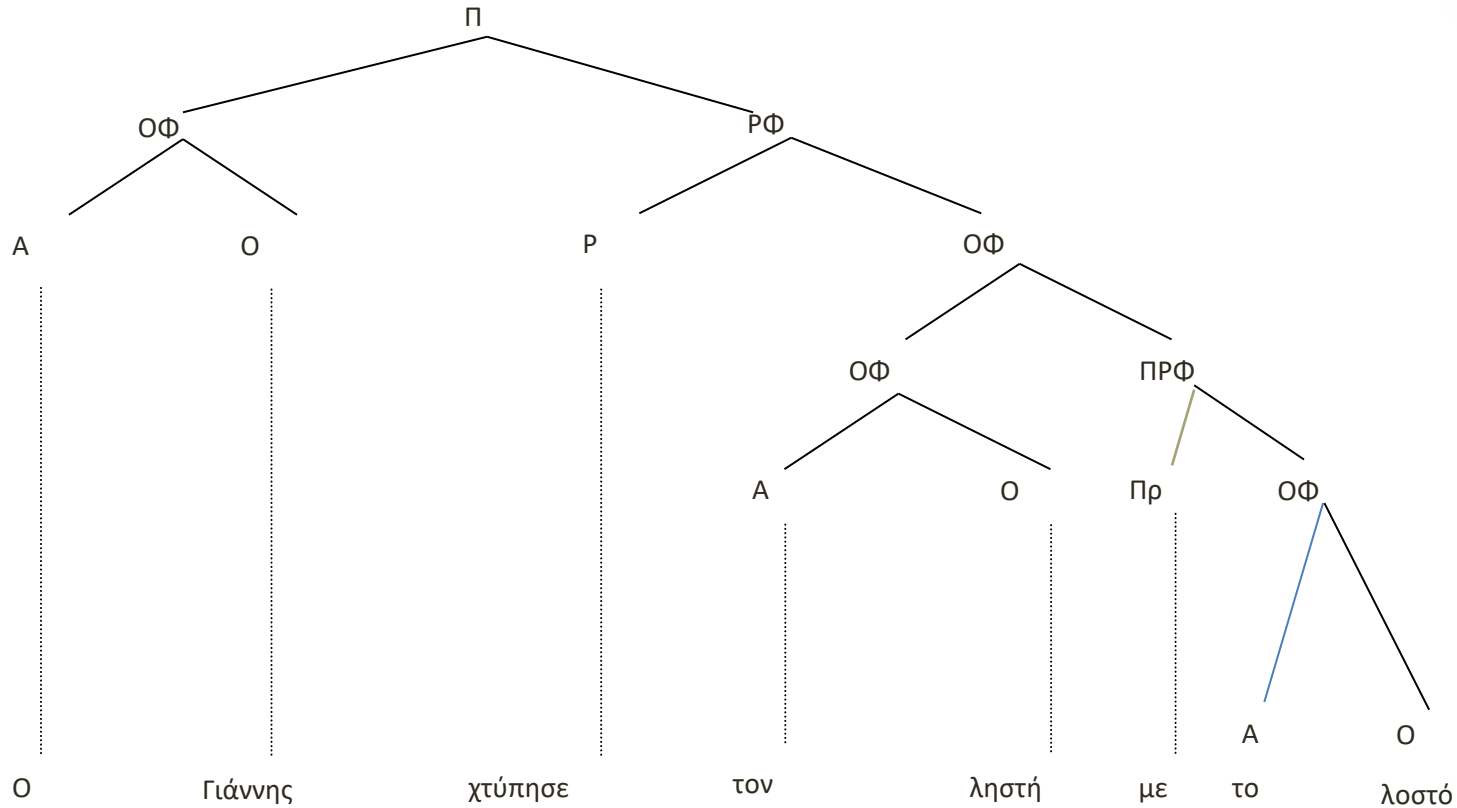 Π
ΟΦ ΡΦ
Α Ο Ρ ΟΦ
ΟΦ ΠΡΦ
Α Ο Πρ ΟΦ
Α Ο
Ο Γιάννης χτύπησε τον ληστή με το λοστό